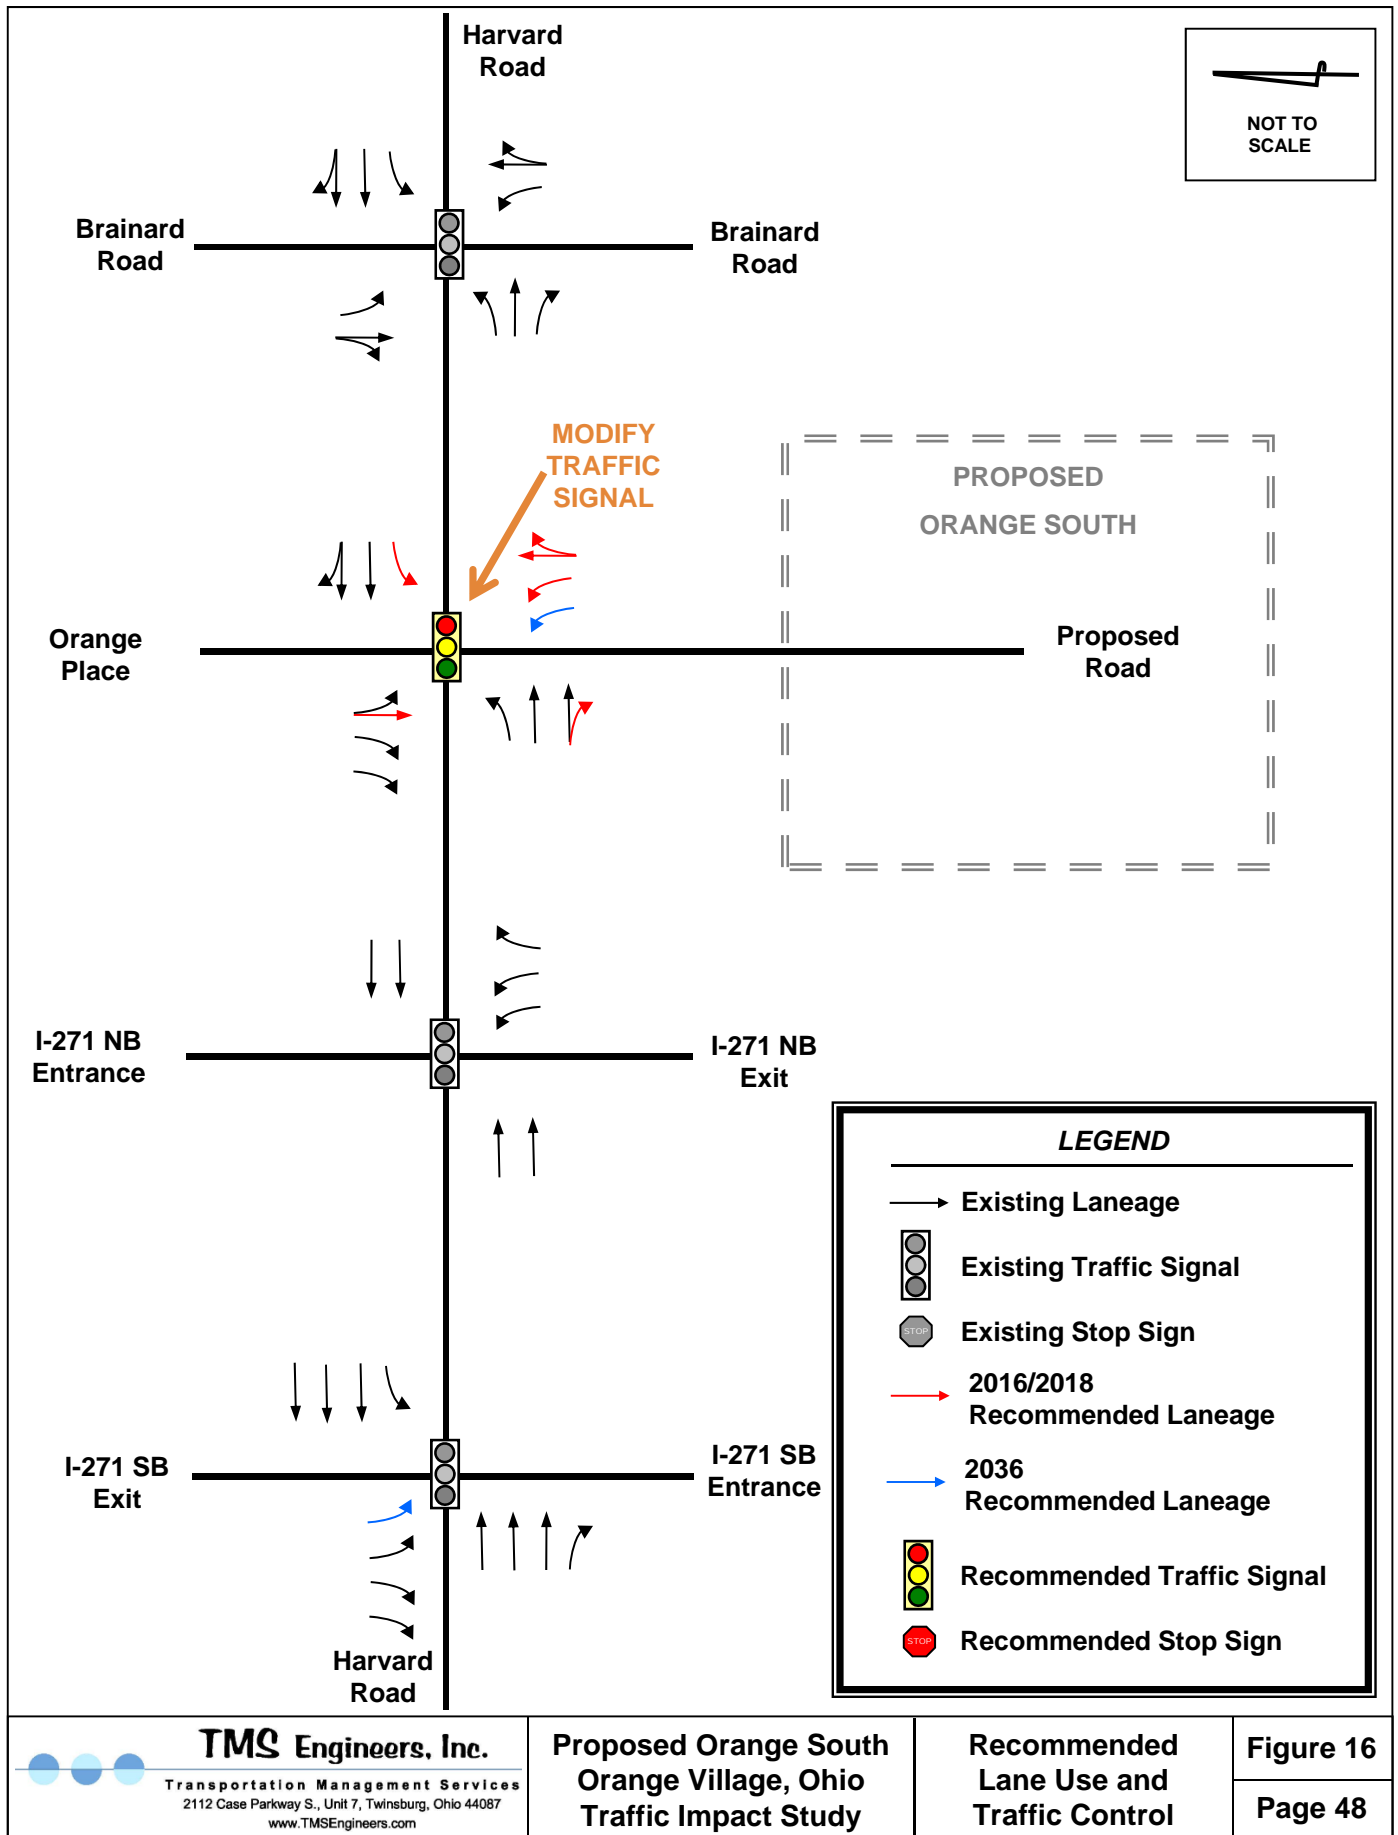 Harvard
Road
NOT TO
SCALE
Brainard
Road
Brainard
Road
MODIFY
TRAFFIC
SIGNAL
PROPOSED
ORANGE SOUTH
Orange
Place
Proposed
Road
I-271 NB
Entrance
I-271 NB
Exit
LEGEND
Existing Laneage
Existing Traffic Signal
STOP
Existing Stop Sign
2016/2018
Recommended Laneage
2036
Recommended Laneage
Recommended Traffic Signal
STOP
Recommended Stop Sign
I-271 SB
Exit
I-271 SB
Entrance
Harvard
Road
TMS Engineers, Inc.
Transportation Management Services
2112 Case Parkway S., Unit 7, Twinsburg, Ohio 44087
www.TMSEngineers.com
Proposed Orange South
Orange Village, Ohio
Traffic Impact Study
Recommended
Lane Use and
Traffic Control
Figure 16
Page 48